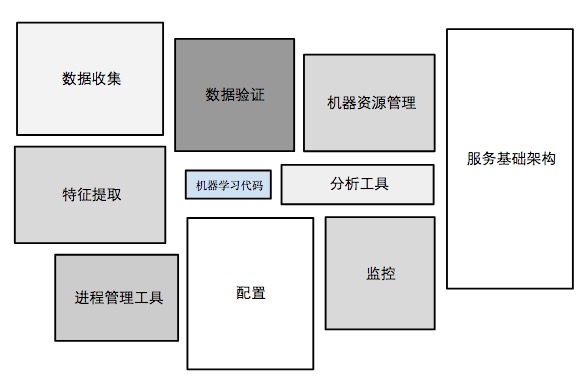 数据收集
数据验证
机器资源管理
服务基础架构
特征提取
机器学习代码
分析工具
进程管理工具
配置
监控